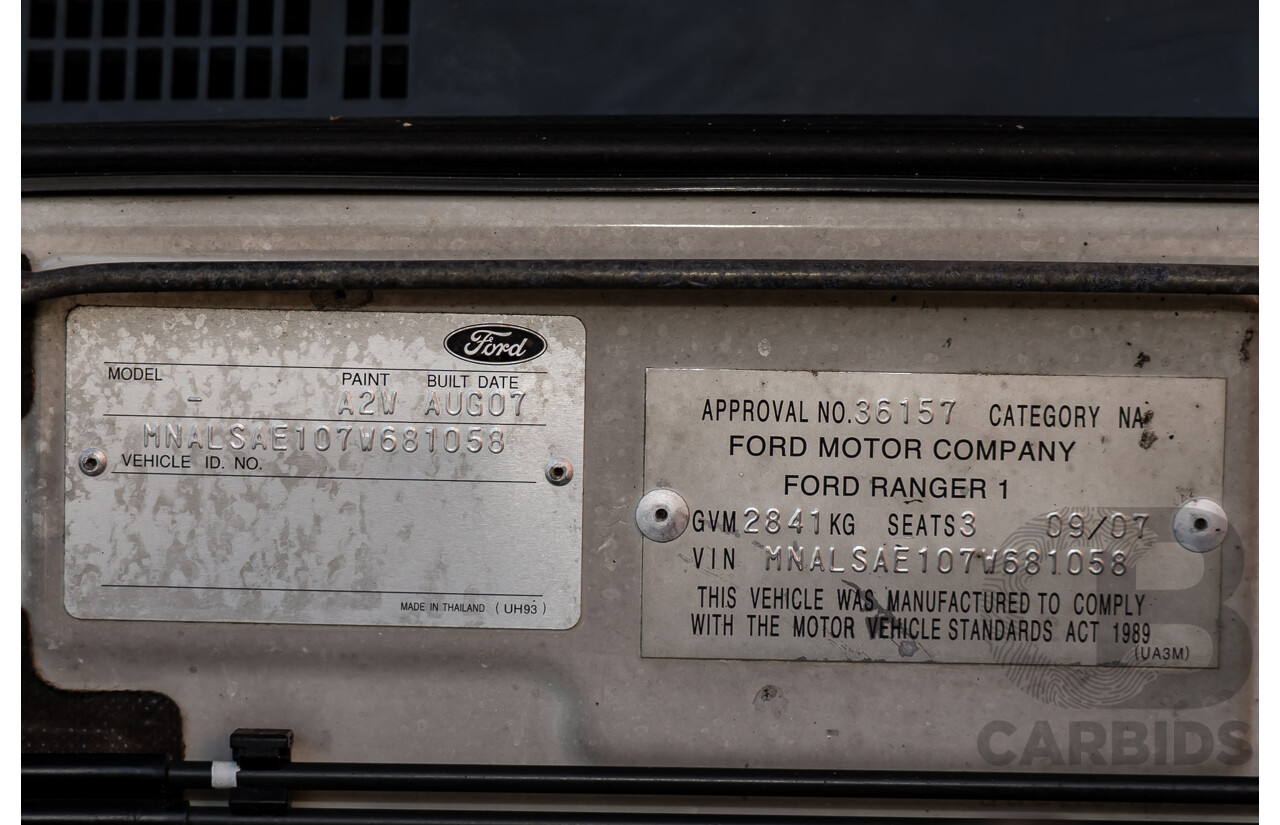 Ford
MODEL PAINT BUILT DATE
- A2W AUG07
MNALSAE107W681058
VEHICLE ID. NO.
MADE IN THAILAND ( UH93 )
APPROVAL NO. 36157 CATEGORY NA
FORD MOTOR COMPANY
FORD RANGER 1
GVM 2841 KG SEATS 3 09/07
VIN MNALSAE107W681058
THIS VEHICLE WAS MANUFACTURED TO COMPLY
WITH THE MOTOR VEHICLE STANDARDS ACT 1989
(UA3M)
CARBIDS